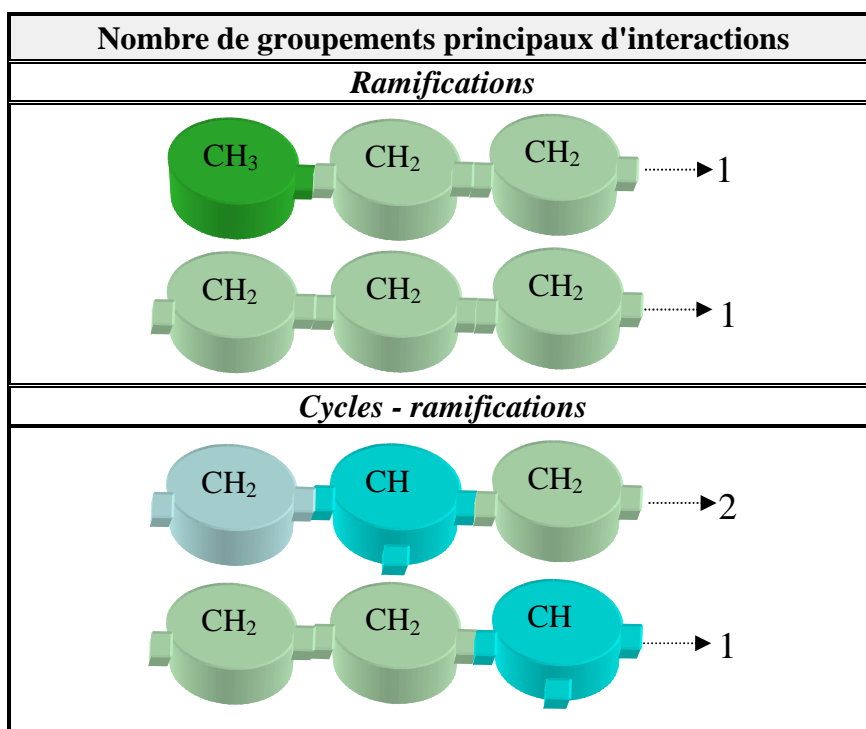 Nombre de groupements principaux d'interactions
Ramifications
CH₃ CH₂ CH₂ 1
CH₂ CH₂ CH₂ 1
Cycles - ramifications
CH₂ CH CH₂ 2
CH₂ CH₂ CH 1